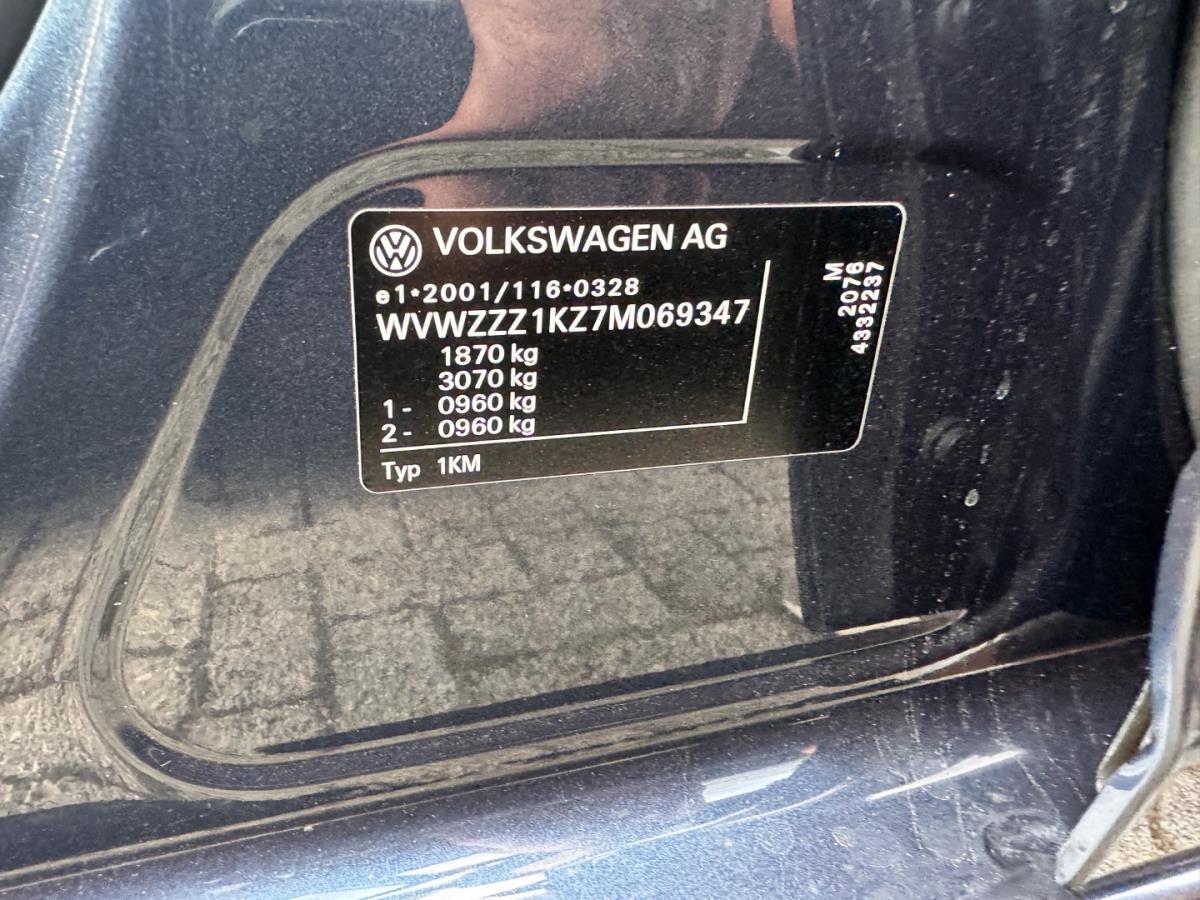 VOLKSWAGEN AG
e1*2001/116*0328
WVWZZZ1KZ7M069347
1870 kg
3070 kg
1 - 0960 kg
2 - 0960 kg
Typ 1KM
M
2076
4332237